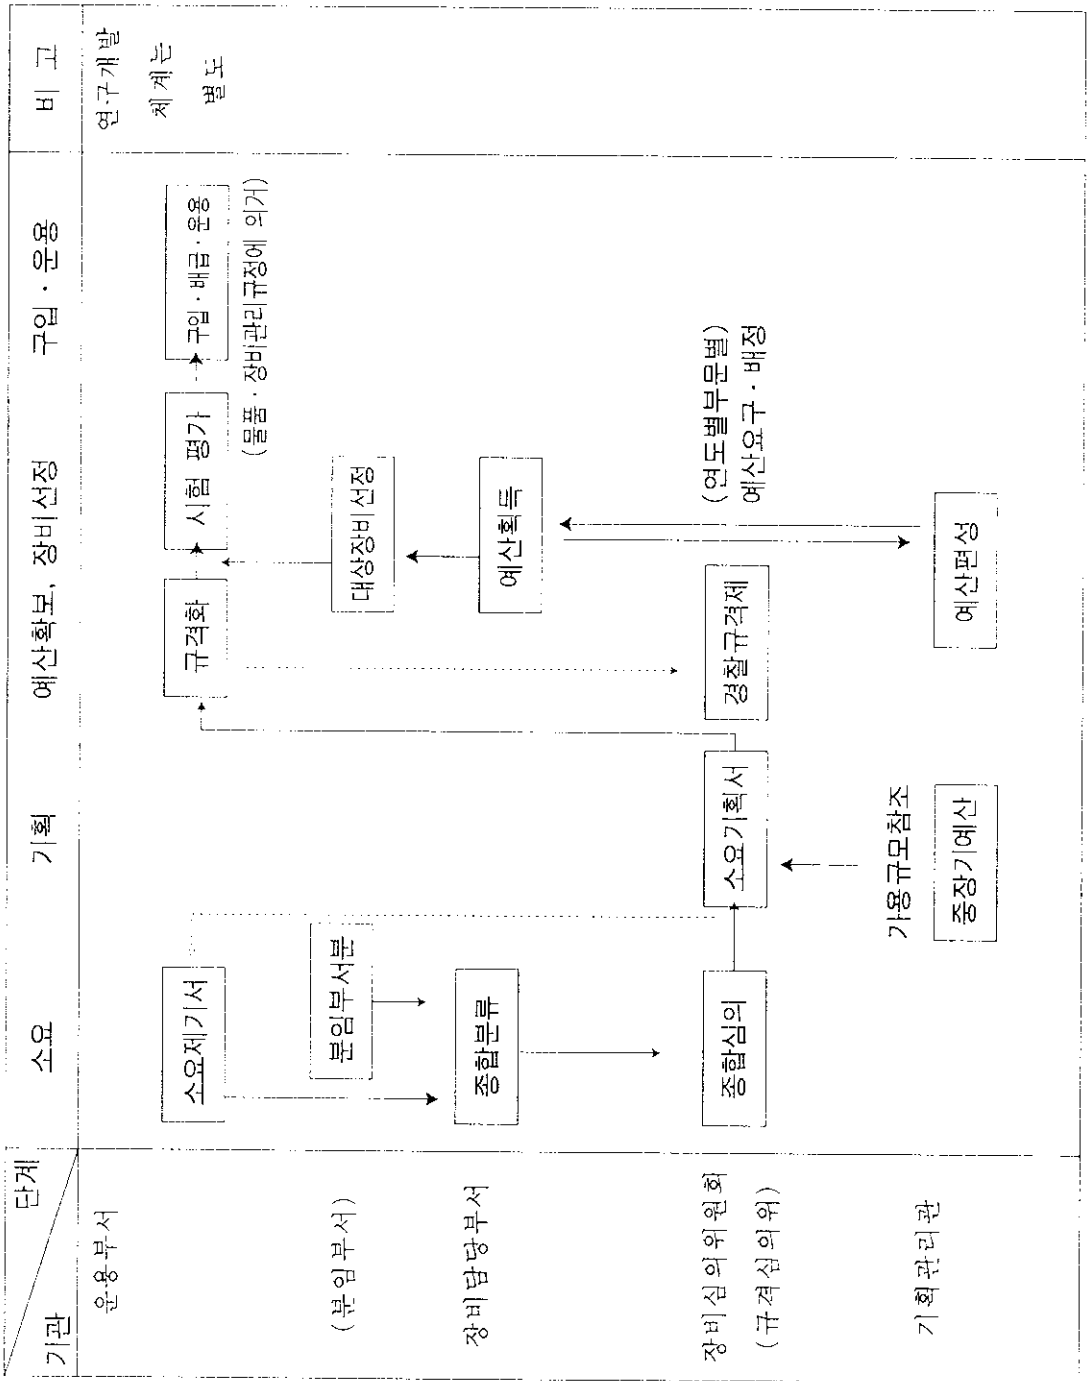 단계
기관
소요
기획
예산확보, 장비선정
구입 · 운용
비 고
운용부서
소요제기서
규격화
시험 평가
구입 · 배급 · 운용
(물품 · 장비관리규정에 의거)
연구개발
체계는
별도
(분임부서)
분임부서분
대상장비선정
장비담당부서
종합분류
예산획득
장비심의위원회
(규격심의위)
종합심의
소요기획서
경찰규격제
(연도별부문별)
예산요구 · 배정
기획관리관
가용규모참조
중장기예산
예산편성